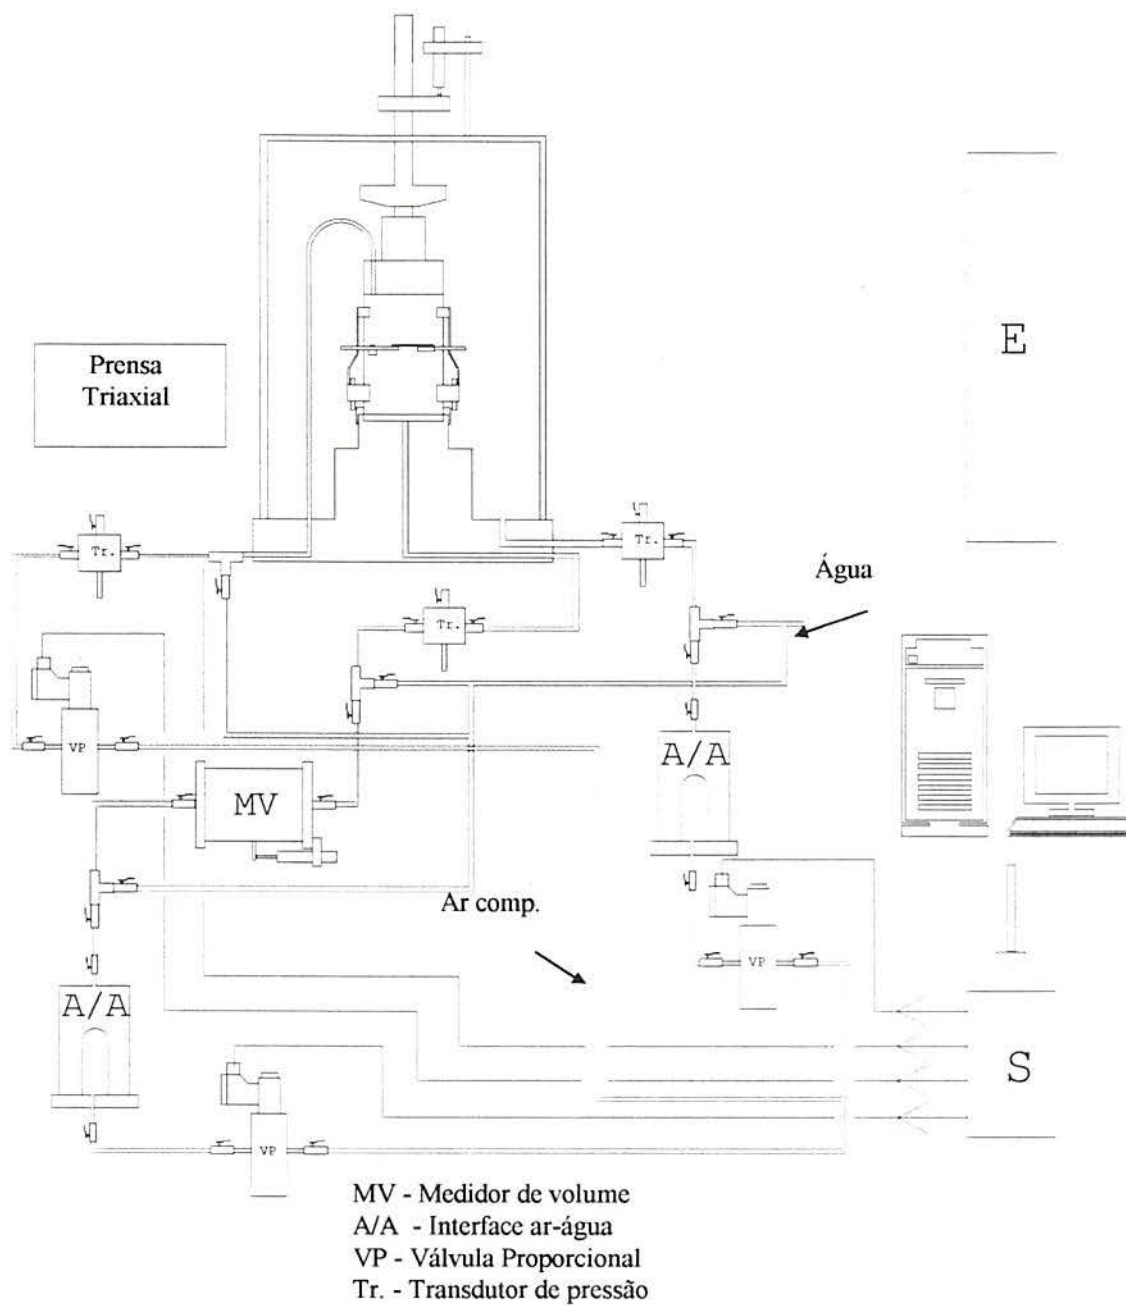 E
Prensa
Triaxial
Tr.
Tr.
Água
Tr.
VP
A/A
MV
Ar comp.
VP
A/A
S
VP
MV - Medidor de volume
A/A - Interface ar-água
VP - Válvula Proporcional
Tr. - Transdutor de pressão